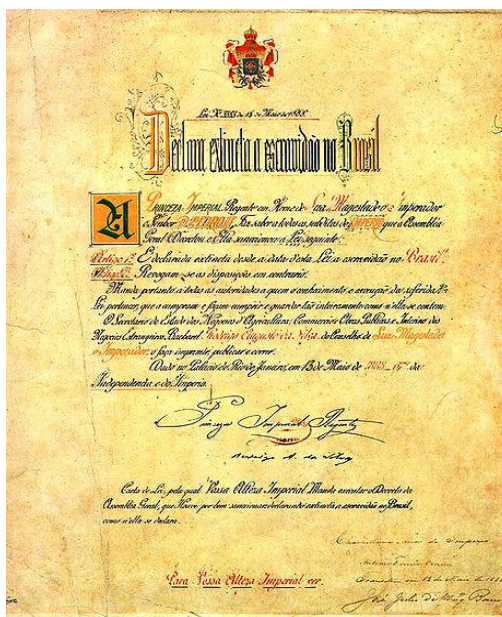 Lei Nº 3353 de 13 de Maio de 1888.
Declara extincta a escravidão no Brasil
A PRINCEZA IMPERIAL Regente em Nome de Sua Magestade o Imperador
o Senhor D. PEDRO II, Faz saber a todos os subditos do IMPERIO que a Assembléa
Geral Decretou e Ella sanccionou a Lei seguinte:
Artigo 1º É declarada extincta desde a data d'esta Lei a escravidão no Brasil.
Revogam-se as disposições em contrario.
Manda portanto a todas as autoridades a quem o conhecimento e execução da referida
Lei pertencer, que a cumpram e façam cumprir e guardar tão inteiramente como n'ella se contem.
O Secretario de Estado dos Negocios d'Agricultura, Commercio e Obras Publicas e Interino dos
Negocios Estrangeiros, Bacharel Rodrigo Augusto da Silva do Conselho de Sua Magestade
o Imperador, o faça imprimir, publicar e correr.
Dado no Palacio do Rio de Janeiro, em 13 de Maio de 1888 - 67º da
Independencia e do Imperio.
Princeza Imperial Regente
Rodrigo A. da Silva
Carta de Lei, pela qual Vossa Alteza Imperial Manda executar o Decreto da
Assembléa Geral, que Houve por bem sanccionar declarando extincta a escravidão no Brasil,
como n'ella se declara.
Para Vossa Alteza Imperial ver.